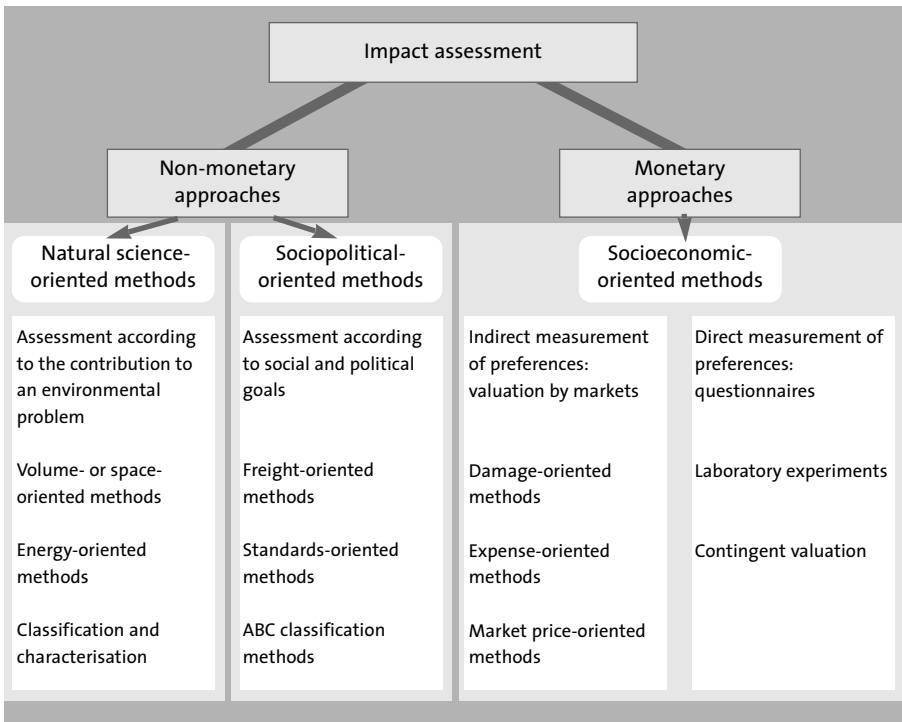 Impact assessment
Non-monetary
approaches
Monetary
approaches
Natural science-
oriented methods
Sociopolitical-
oriented methods
Socioeconomic-
oriented methods
Assessment according
to the contribution to
an environmental
problem
Volume- or space-
oriented methods
Energy-oriented
methods
Classification and
characterisation
Assessment according
to social and political
goals
Freight-oriented
methods
Standards-oriented
methods
ABC classification
methods
Indirect measurement
of preferences:
valuation by markets
Damage-oriented
methods
Expense-oriented
methods
Market price-oriented
methods
Direct measurement of
preferences:
questionnaires
Laboratory experiments
Contingent valuation